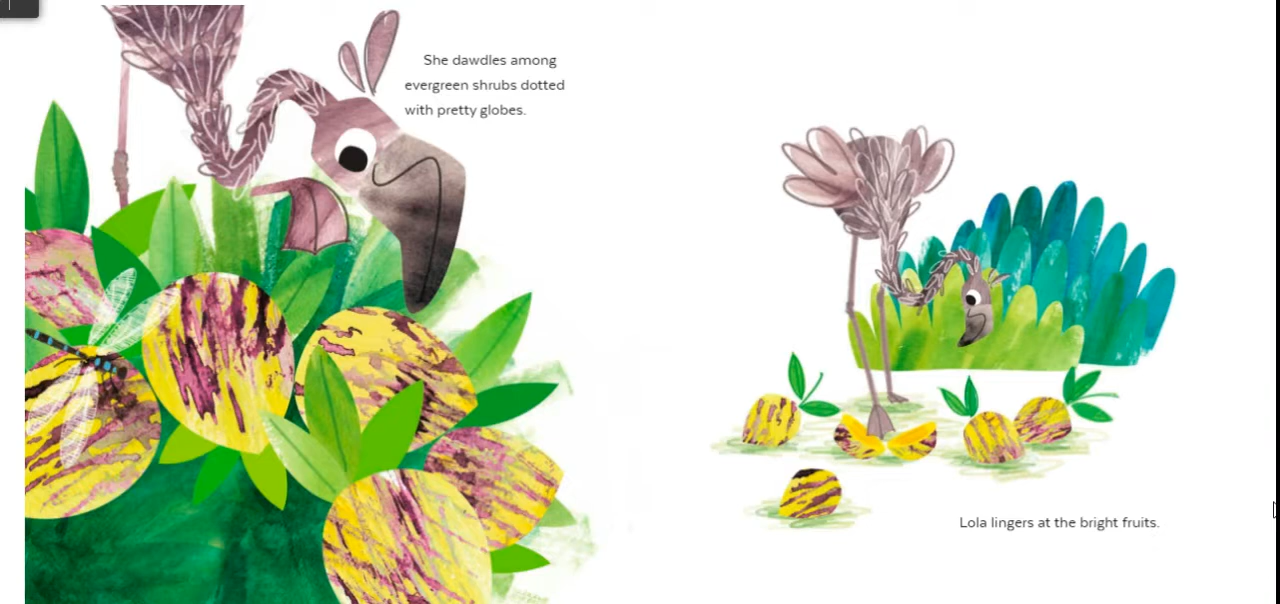 She dawdles among
evergreen shrubs dotted
with pretty globes.
Lola lingers at the bright fruits.